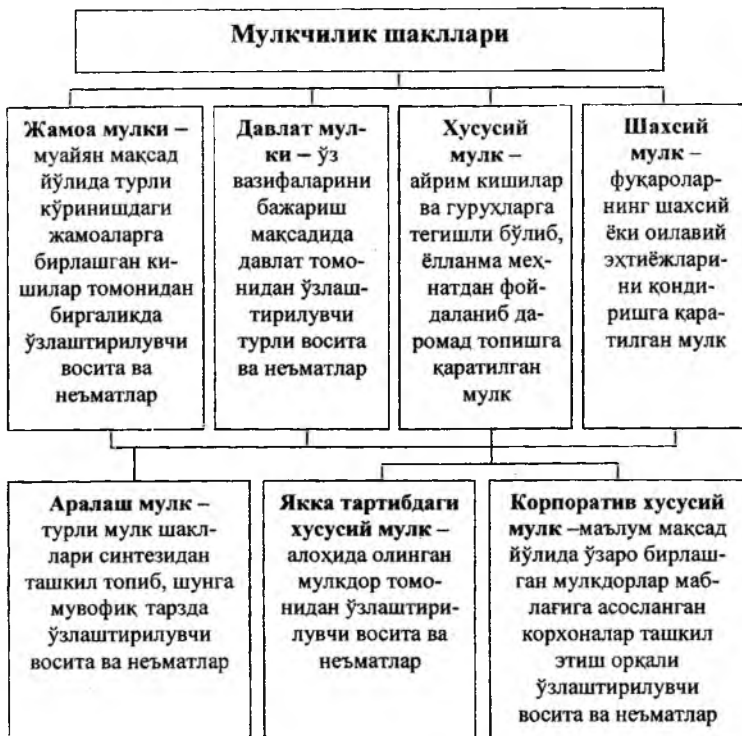 Мулкчилик шакллари
Жамоа мулки –
муайян мақсад
йўлида турли
кўринишдаги
жамоаларга
бирлашган ки-
шилар томонидан
биргаликда
ўзлаштирилувчи
восита ва
неъматлар
Давлат мул-
ки – ўз
вазифаларини
бажариш
мақсадида
давлат томо-
нидан ўзлаш-
тирилувчи
турли восита
ва неъматлар
Хусусий
мулк –
айрим кишилар
ва гуруҳларга
тегишли бўлиб,
ёлланма меҳ-
натдан фой-
даланиб да-
ромад топишга
қаратилган
мулк
Шахсий
мулк –
фуқаролар-
нинг шахсий
ёки оилавий
эҳтиёжлари-
ни қонди-
ришга қара-
тилган мулк
Аралаш мулк –
турли мулк шакл-
лари синтезидан
ташкил топиб, шунга
мувофиқ тарзда
ўзлаштирилувчи
восита ва неъматлар
Якка тартибдаги
хусусий мулк –
алоҳида олинган
мулкдор томо-
нидан ўзлаштири-
лувчи восита ва
неъматлар
Корпоратив хусусий
мулк –маълум мақсад
йўлида ўзаро бирлаш-
ган мулкдорлар маб-
лағига асосланган
корхоналар ташкил
этиш орқали
ўзлаштирилувчи
восита ва неъматлар